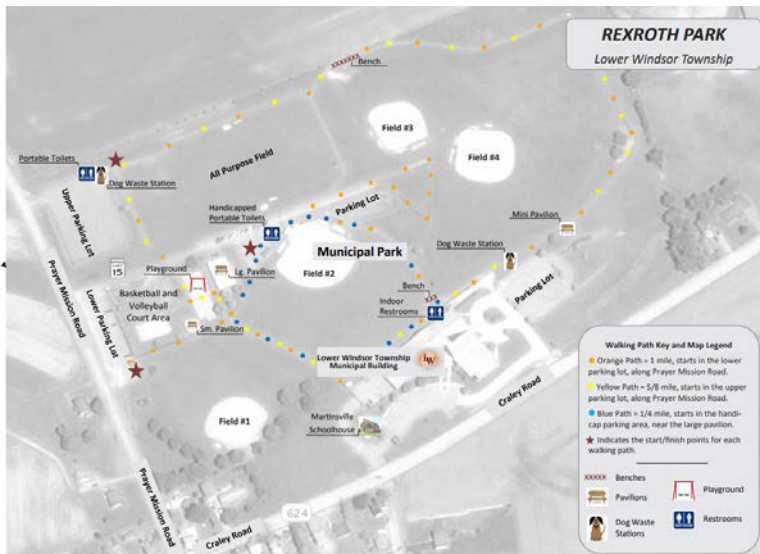 REXROTH PARK
Lower Windsor Township
Bench
Field #3
Field #4
Portable Toilets
Dog Waste Station
All Purpose Field
Upper Parking Lot
Handicapped
Portable Toilets
Parking Lot
Mini Pavilion
Municipal Park
Dog Waste Station
SPEED
LIMIT
15
Playground
Lg. Pavilion
Field #2
Prayer Mission Road
Lower Parking Lot
Basketball and
Volleyball
Court Area
Bench
Indoor
Restrooms
Parking Lot
Sm. Pavilion
Lower Windsor Township
Municipal Building
LW
Craley Road
Field #1
Martinsville
Schoolhouse
Prayer Mission Road
624
Craley Road
Walking Path Key and Map Legend
Orange Path = 1 mile, starts in the lower
parking lot, along Prayer Mission Road.
Yellow Path = 5/8 mile, starts in the upper
parking lot, along Prayer Mission Road.
Blue Path = 1/4 mile, starts in the handi-
cap parking area, near the large pavilion.
Indicates the start/finish points for each
walking path.
XXXXX Benches
Pavilions
Playground
Dog Waste
Stations
Restrooms